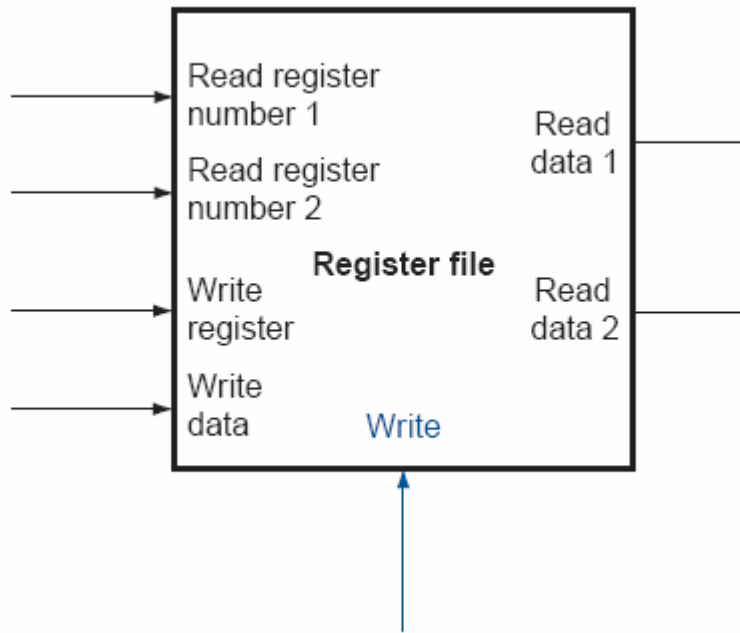 Read register
number 1
Read
data 1
Read register
number 2
Register file
Write
register
Read
data 2
Write
data
Write